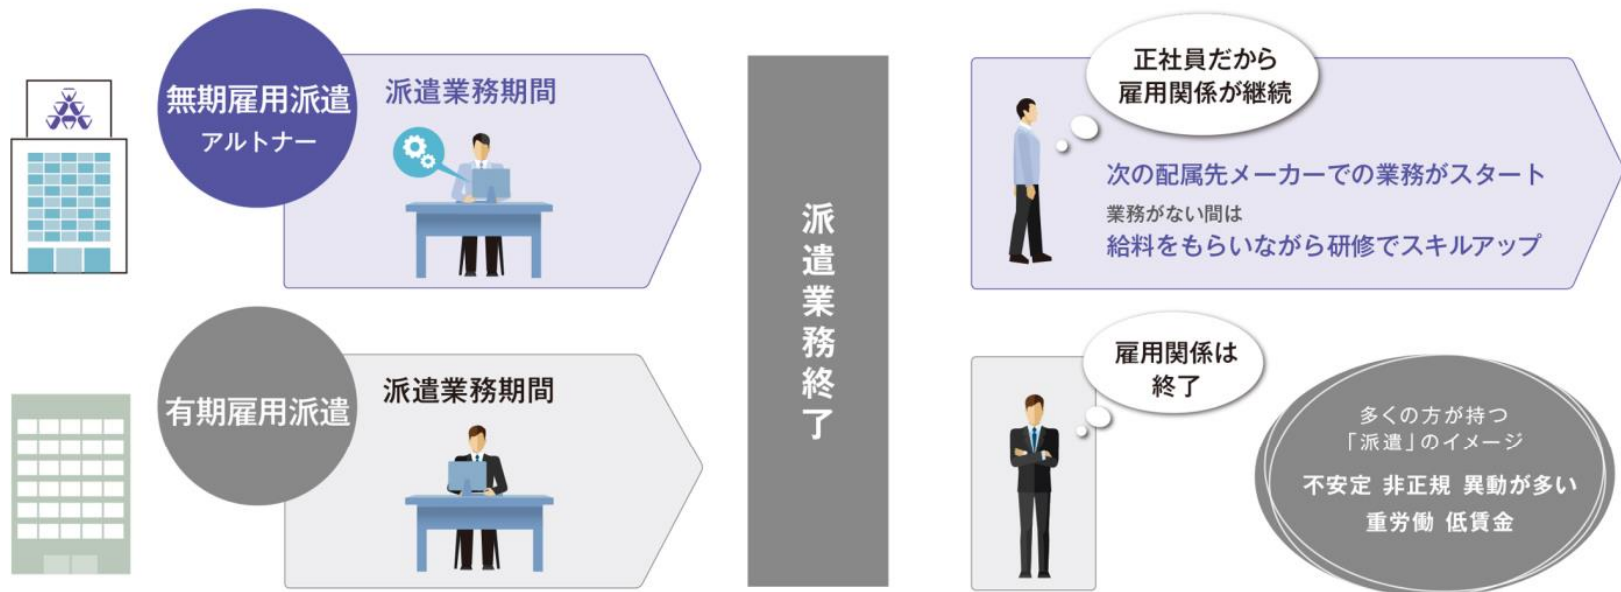 無期雇用派遣
アルトナー
派遣業務期間
派遣業務終了
正社員だから
雇用関係が継続
次の配属先メーカーでの業務がスタート
業務がない間は
給料をもらいながら研修でスキルアップ
有期雇用派遣
派遣業務期間
雇用関係は
終了
多くの方が持つ
「派遣」のイメージ
不安定 非正規 異動が多い
重労働 低賃金